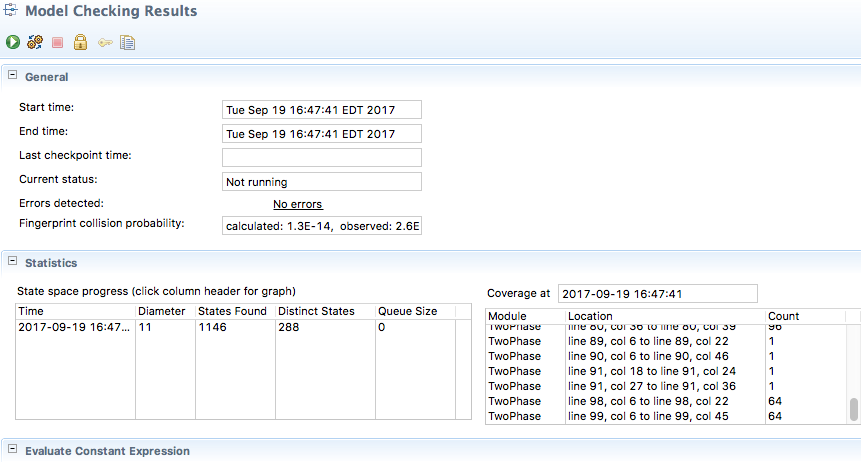 Model Checking Results
General
Start time: Tue Sep 19 16:47:41 EDT 2017
End time: Tue Sep 19 16:47:41 EDT 2017
Last checkpoint time:
Current status: Not running
Errors detected: No errors
Fingerprint collision probability: calculated: 1.3E-14, observed: 2.6E
Statistics
State space progress (click column header for graph)
Time Diameter States Found Distinct States Queue Size
2017-09-19 16:47... 11 1146 288 0
Coverage at 2017-09-19 16:47:41
Module Location Count
TwoPhase line 80, col 36 to line 80, col 39 96
TwoPhase line 89, col 6 to line 89, col 22 1
TwoPhase line 90, col 6 to line 90, col 46 1
TwoPhase line 91, col 18 to line 91, col 24 1
TwoPhase line 91, col 27 to line 91, col 36 1
TwoPhase line 98, col 6 to line 98, col 22 64
TwoPhase line 99, col 6 to line 99, col 45 64
Evaluate Constant Expression